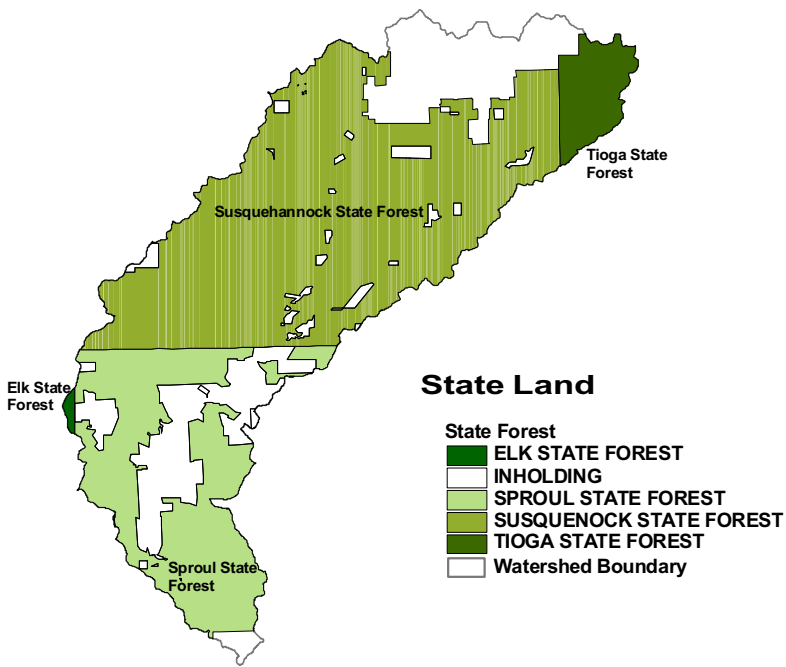 Tioga State
Forest
Susquehannock State Forest
Elk State
Forest
Sproul State
Forest
State Land
State Forest
ELK STATE FOREST
INHOLDING
SPROUL STATE FOREST
SUSQUENOCK STATE FOREST
TIOGA STATE FOREST
Watershed Boundary